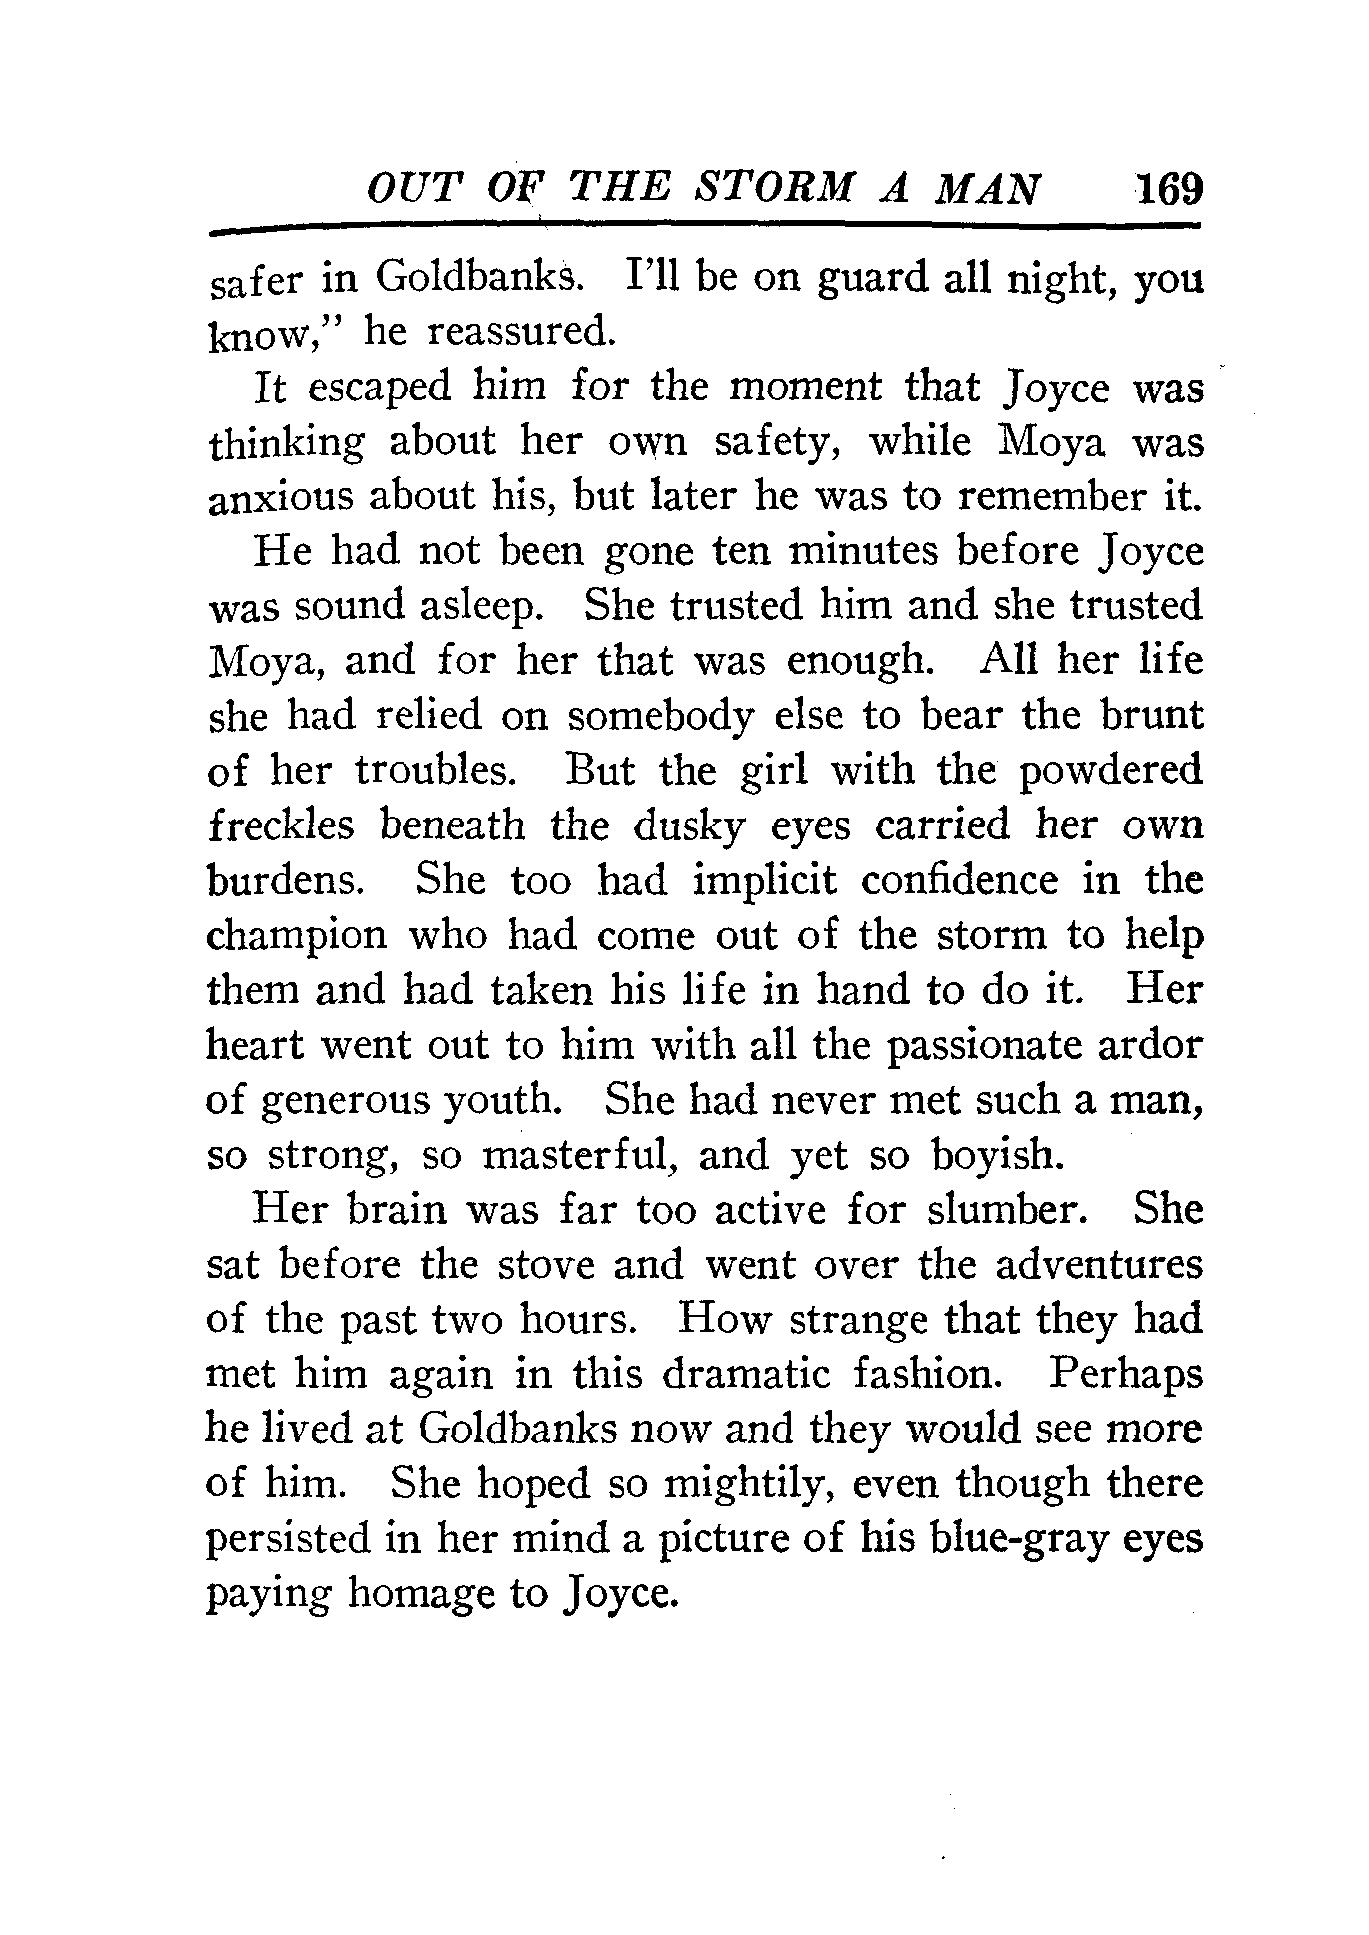 OUT OF THE STORM A MAN 169
safer in Goldbanks. I'll be on guard all night, you
know," he reassured.
It escaped him for the moment that Joyce was
thinking about her own safety, while Moya was
anxious about his, but later he was to remember it.
He had not been gone ten minutes before Joyce
was sound asleep. She trusted him and she trusted
Moya, and for her that was enough. All her life
she had relied on somebody else to bear the brunt
of her troubles. But the girl with the powdered
freckles beneath the dusky eyes carried her own
burdens. She too had implicit confidence in the
champion who had come out of the storm to help
them and had taken his life in hand to do it. Her
heart went out to him with all the passionate ardor
of generous youth. She had never met such a man,
so strong, so masterful, and yet so boyish.
Her brain was far too active for slumber. She
sat before the stove and went over the adventures
of the past two hours. How strange that they had
met him again in this dramatic fashion. Perhaps
he lived at Goldbanks now and they would see more
of him. She hoped so mightily, even though there
persisted in her mind a picture of his blue-gray eyes
paying homage to Joyce.